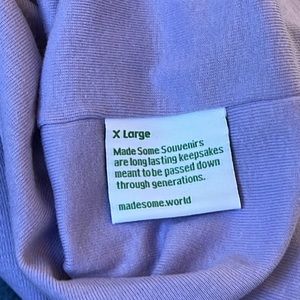 X Large
Made Some Souvenirs
are long lasting keepsakes
meant to be passed down
through generations.
madesome.world